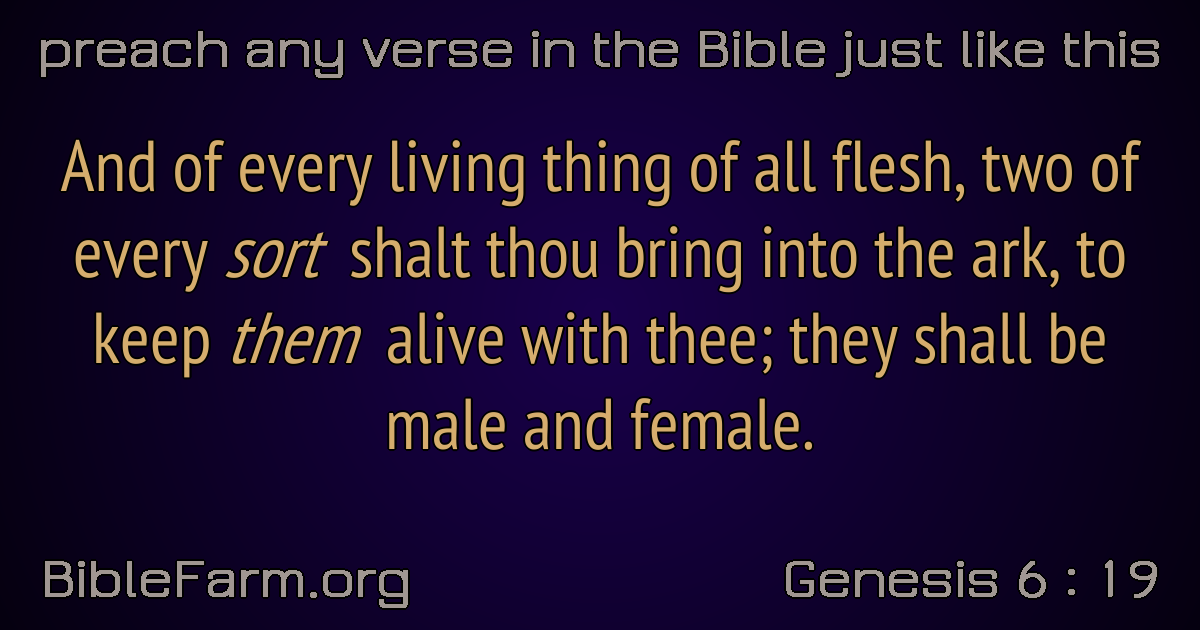 preach any verse in the Bible just like this
And of every living thing of all flesh, two of
every sort shalt thou bring into the ark, to
keep them alive with thee; they shall be
male and female.
BibleFarm.org
Genesis 6 : 19